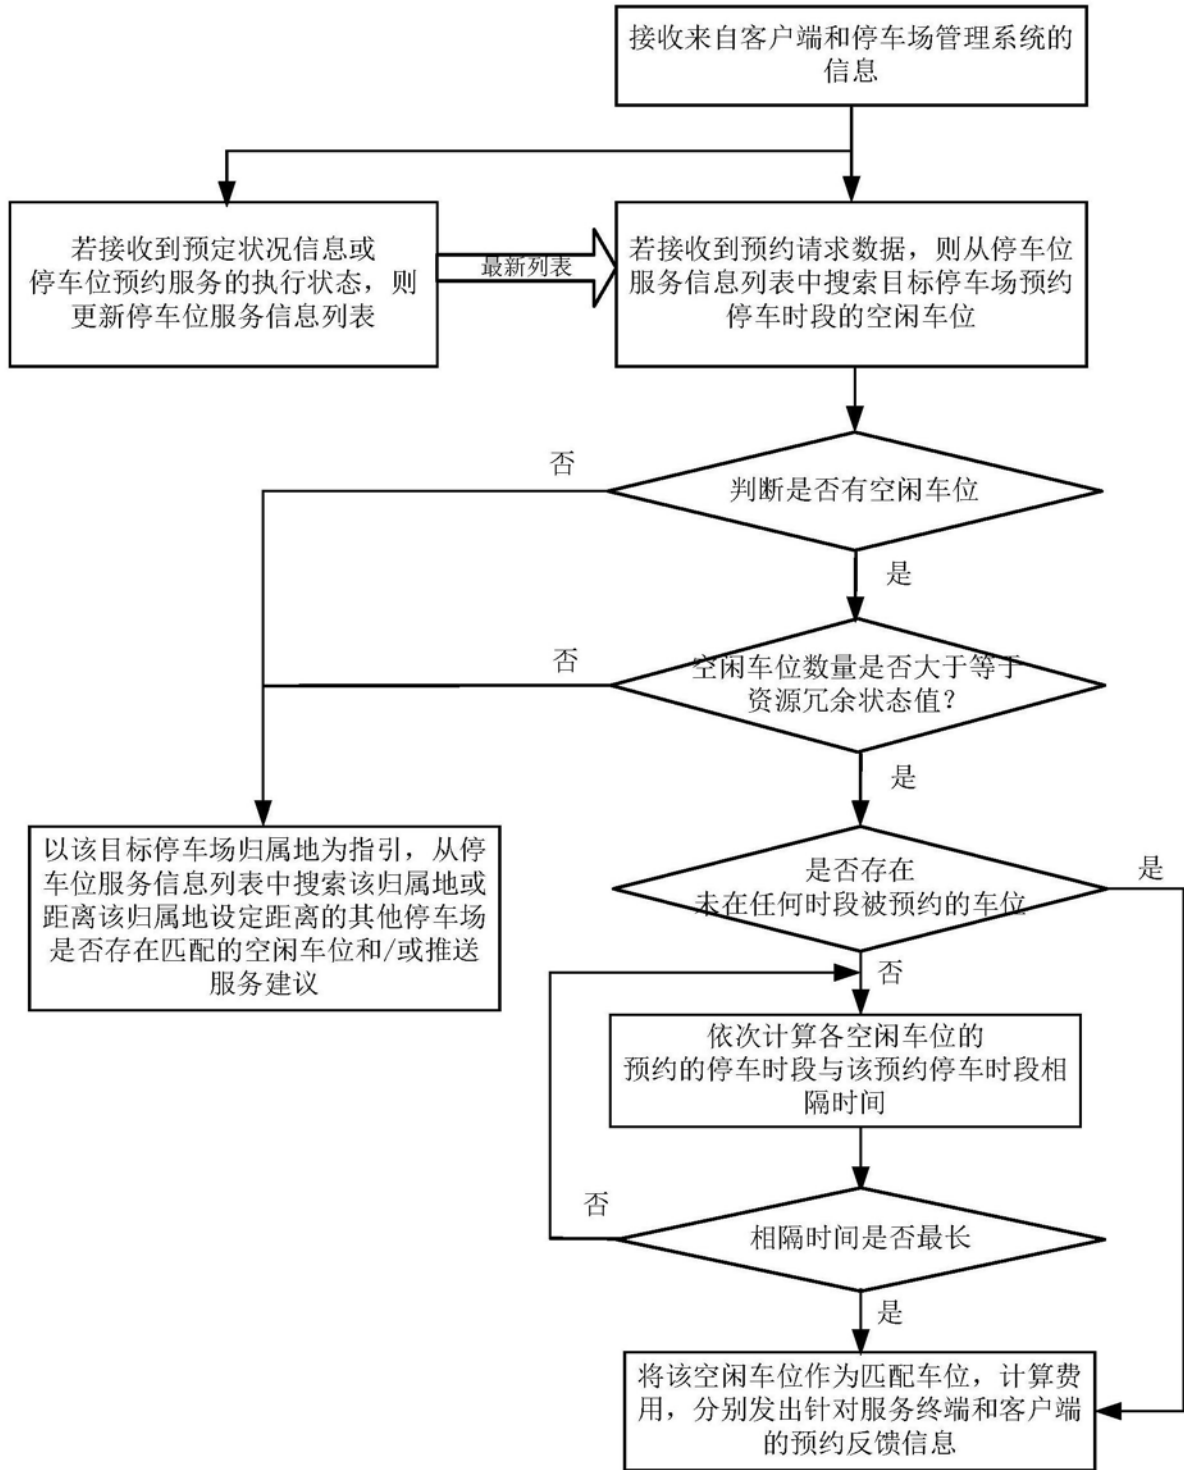 接收来自客户端和停车场管理系统的
信息
若接收到预定状况信息或
停车位预约服务的执行状态，则
更新停车位服务信息列表
最新列表
若接收到预约请求数据，则从停车位
服务信息列表中搜索目标停车场预约
停车时段的空闲车位
否
判断是否有空闲车位
是
否
空闲车位数量是否大于等于
资源冗余状态值？
是
以该目标停车场归属地为指引，从停
车位服务信息列表中搜索该归属地或
距离该归属地设定距离的其他停车场
是否存在匹配的空闲车位和/或推送
服务建议
是否存在
未在任何时段被预约的车位
是
否
依次计算各空闲车位的
预约的停车时段与该预约停车时段相
隔时间
否
相隔时间是否最长
是
将该空闲车位作为匹配车位，计算费
用，分别发出针对服务终端和客户端
的预约反馈信息